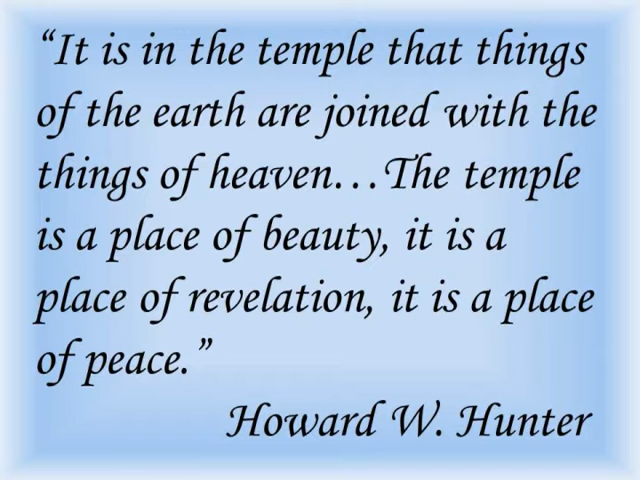 “It is in the temple that things
of the earth are joined with the
things of heaven…The temple
is a place of beauty, it is a
place of revelation, it is a place
of peace.”
Howard W. Hunter